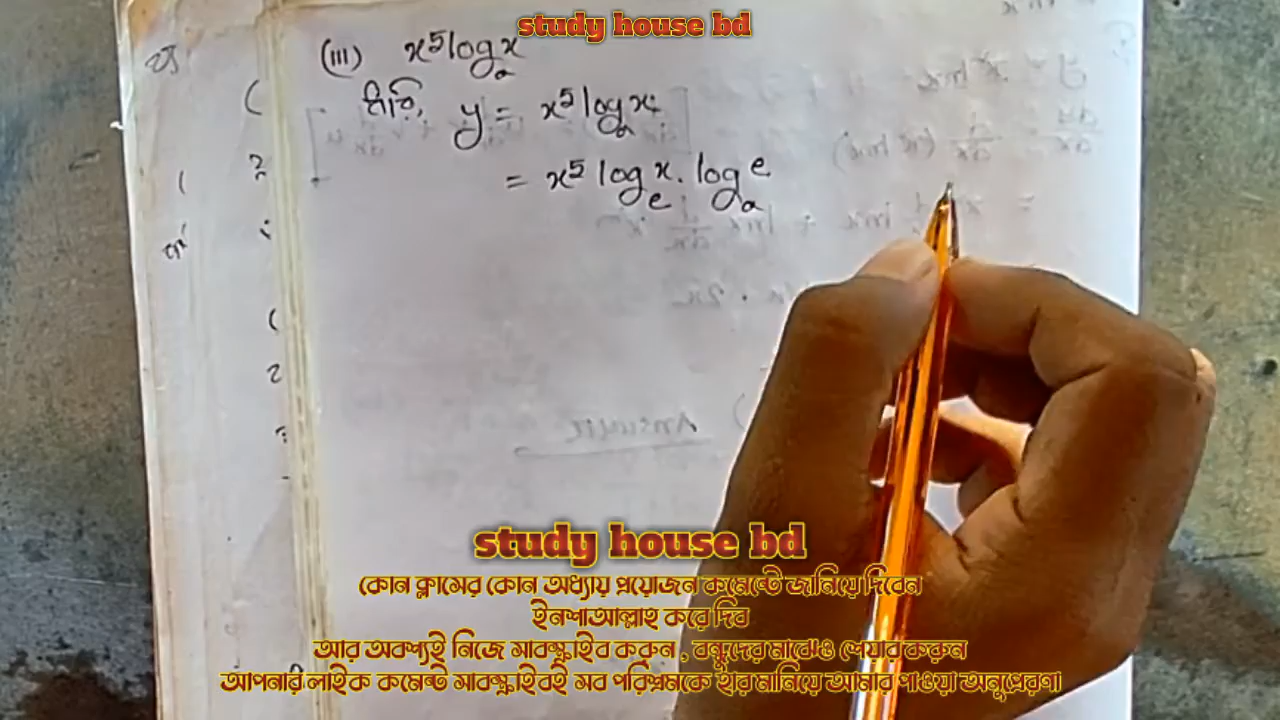 study house bd
(iii) x⁵logₐx
ধরি, y = x⁵logₐx
= x⁵ logₑx . logₐe
study house bd
কোন ক্লাসের কোন অধ্যায় প্রয়োজন কমেন্টে জানিয়ে দিবেন
ইনশাআল্লাহ করে দিব
আর অবশ্যই নিজে সাবস্ক্রাইব করুন , বন্ধুদের মাঝেও শেয়ার করুন
আপনার লাইক কমেন্ট সাবস্ক্রাইবই সব পরিশ্রমকে হার মানিয়ে আমার পাওয়া অনুপ্রেরণা